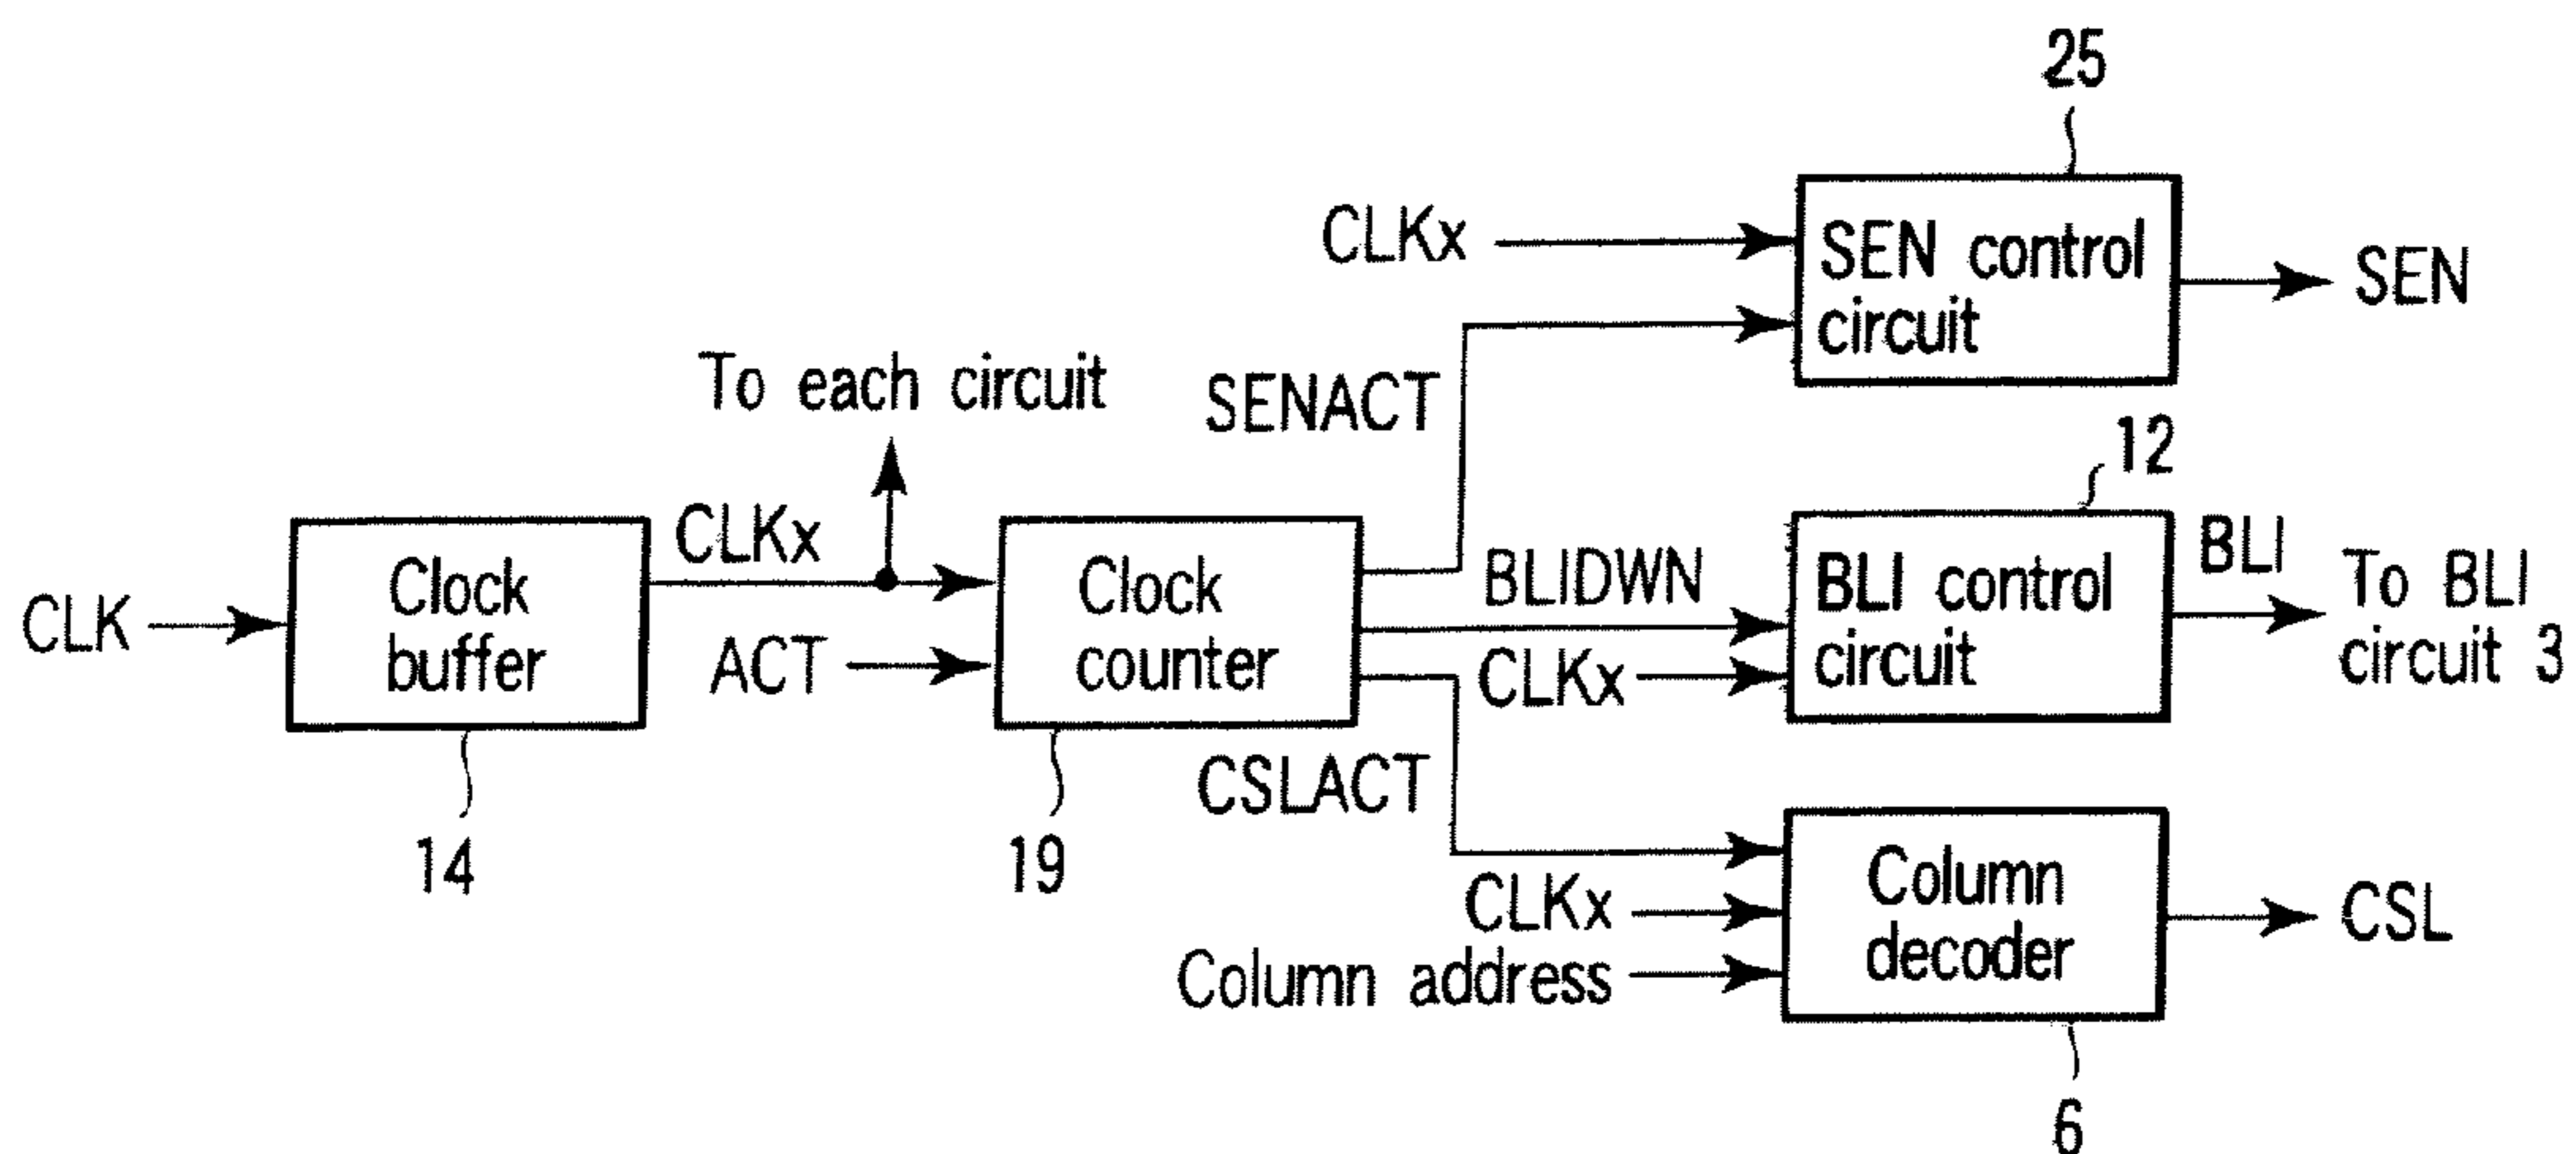 25
CLKx
SEN control
circuit
SEN
To each circuit
SENACT
12
CLK
Clock
buffer
CLKx
ACT
Clock
counter
BLIDWN
CLKx
BLI control
circuit
BLI
To BLI
circuit 3
14
19
CSLACT
CLKx
Column address
Column
decoder
CSL
6